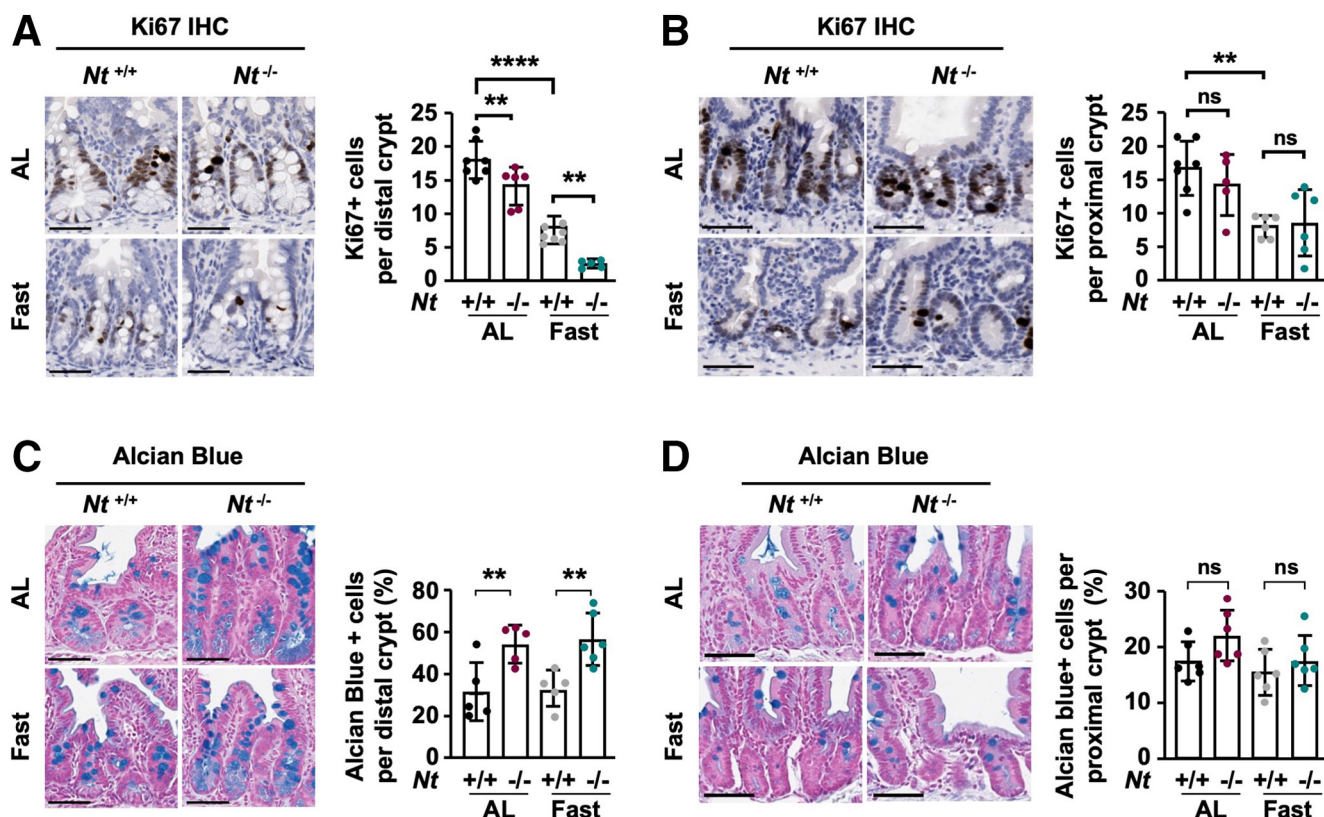 A
Ki67 IHC
Nt +/+ Nt -/-
AL
Fast
Ki67+ cells
per distal crypt
25
20
15
10
5
0
****
**
**
Nt +/+ -/- +/+ -/-
AL Fast
B
Ki67 IHC
Nt +/+ Nt -/-
AL
Fast
Ki67+ cells
per proximal crypt
25
20
15
10
5
0
**
ns
ns
Nt +/+ -/- +/+ -/-
AL Fast
C
Alcian Blue
Nt +/+ Nt -/-
AL
Fast
Alcian Blue + cells
per distal crypt (%)
80
60
40
20
0
** **
Nt +/+ -/- +/+ -/-
AL Fast
D
Alcian Blue
Nt +/+ Nt -/-
AL
Fast
Alcian blue+ cells per
proximal crypt (%)
30
20
10
0
ns ns
Nt +/+ -/- +/+ -/-
AL Fast